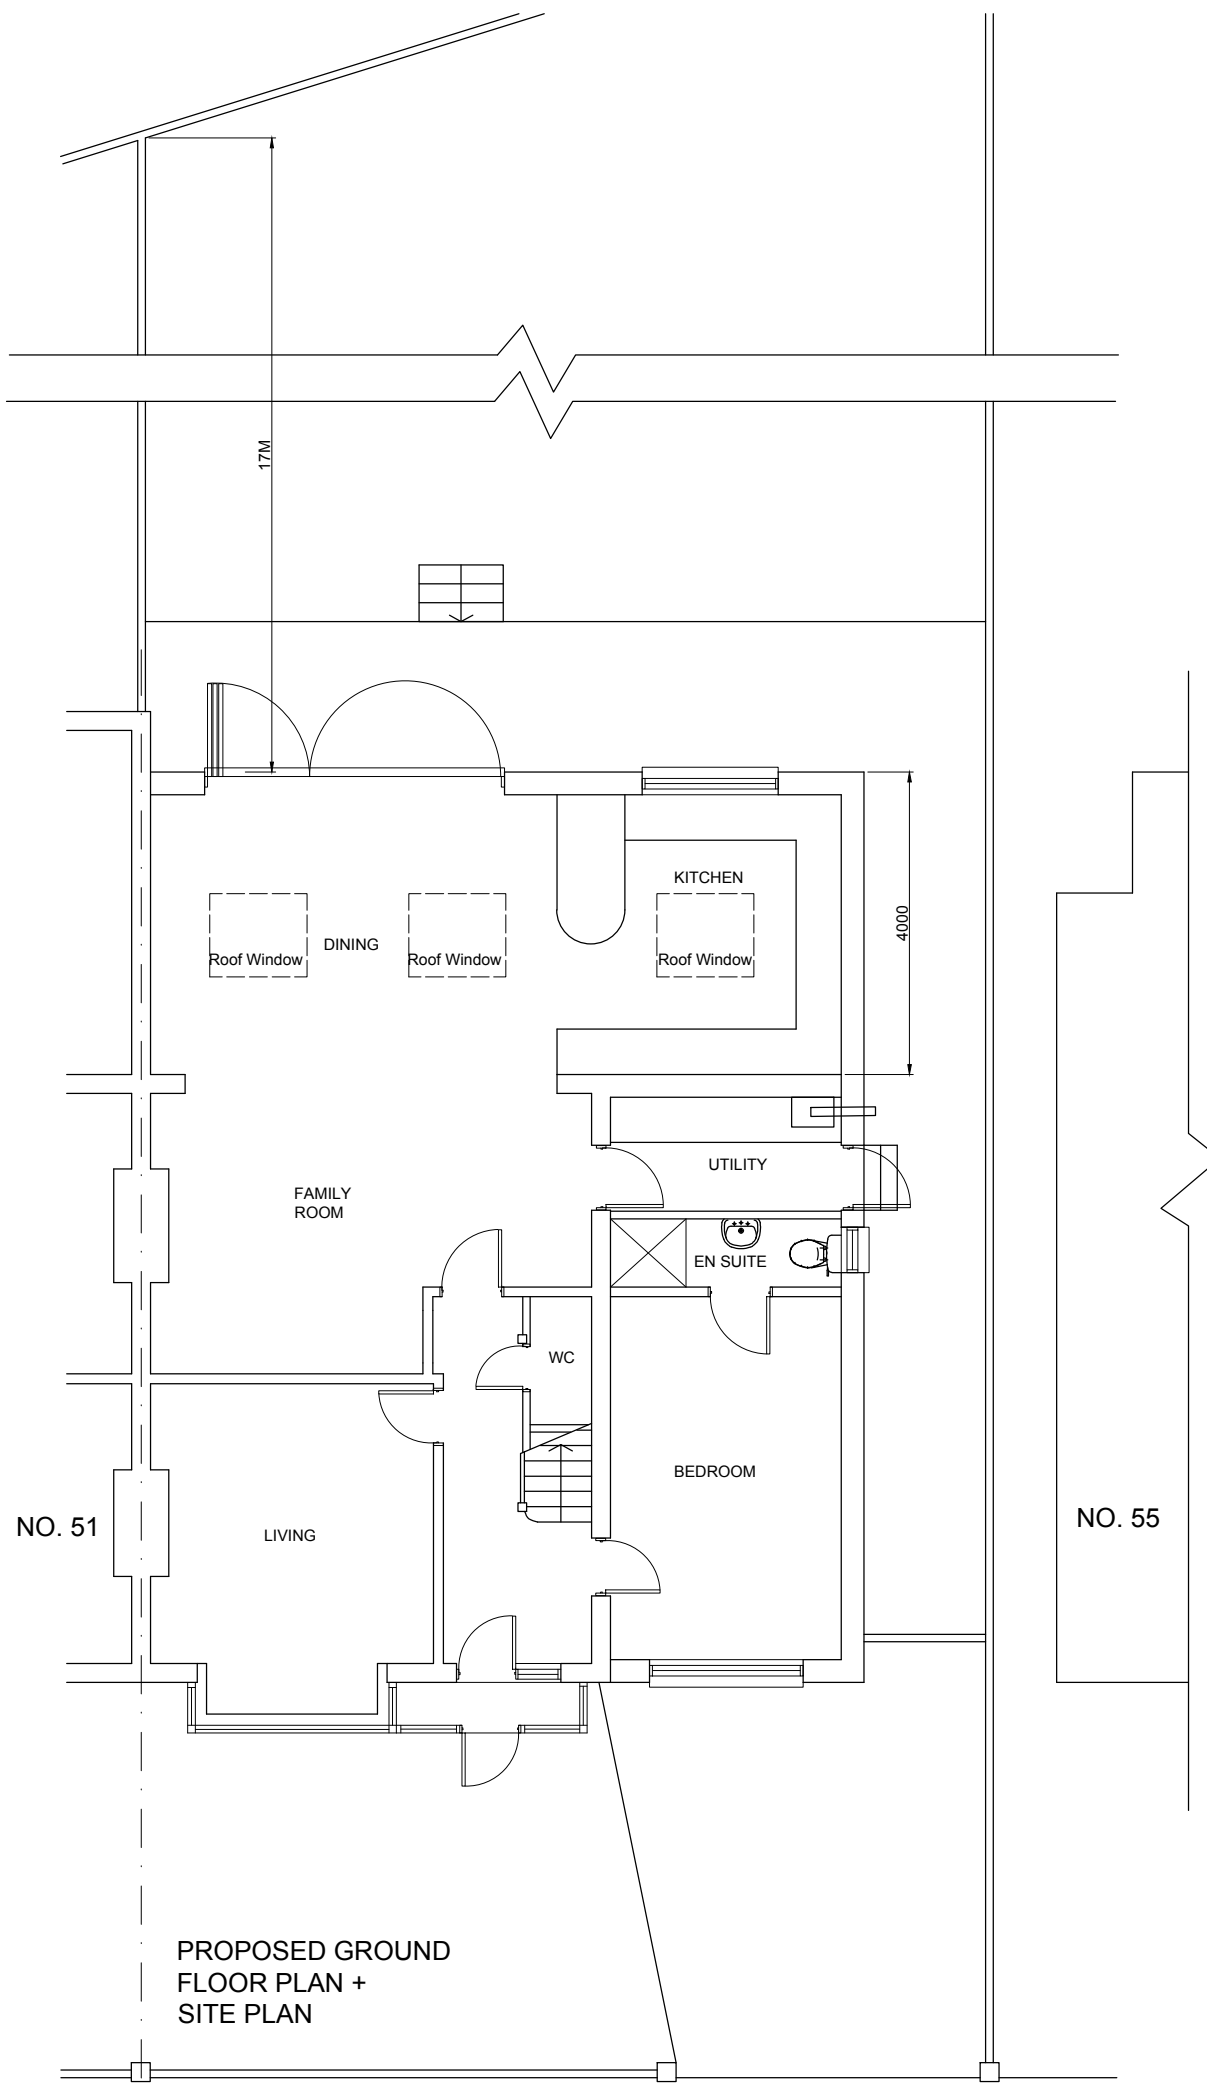 17M
KITCHEN
4000
DINING
Roof Window
Roof Window
Roof Window
UTILITY
FAMILY
ROOM
EN SUITE
WC
BEDROOM
NO. 51
LIVING
NO. 55
PROPOSED GROUND
FLOOR PLAN +
SITE PLAN